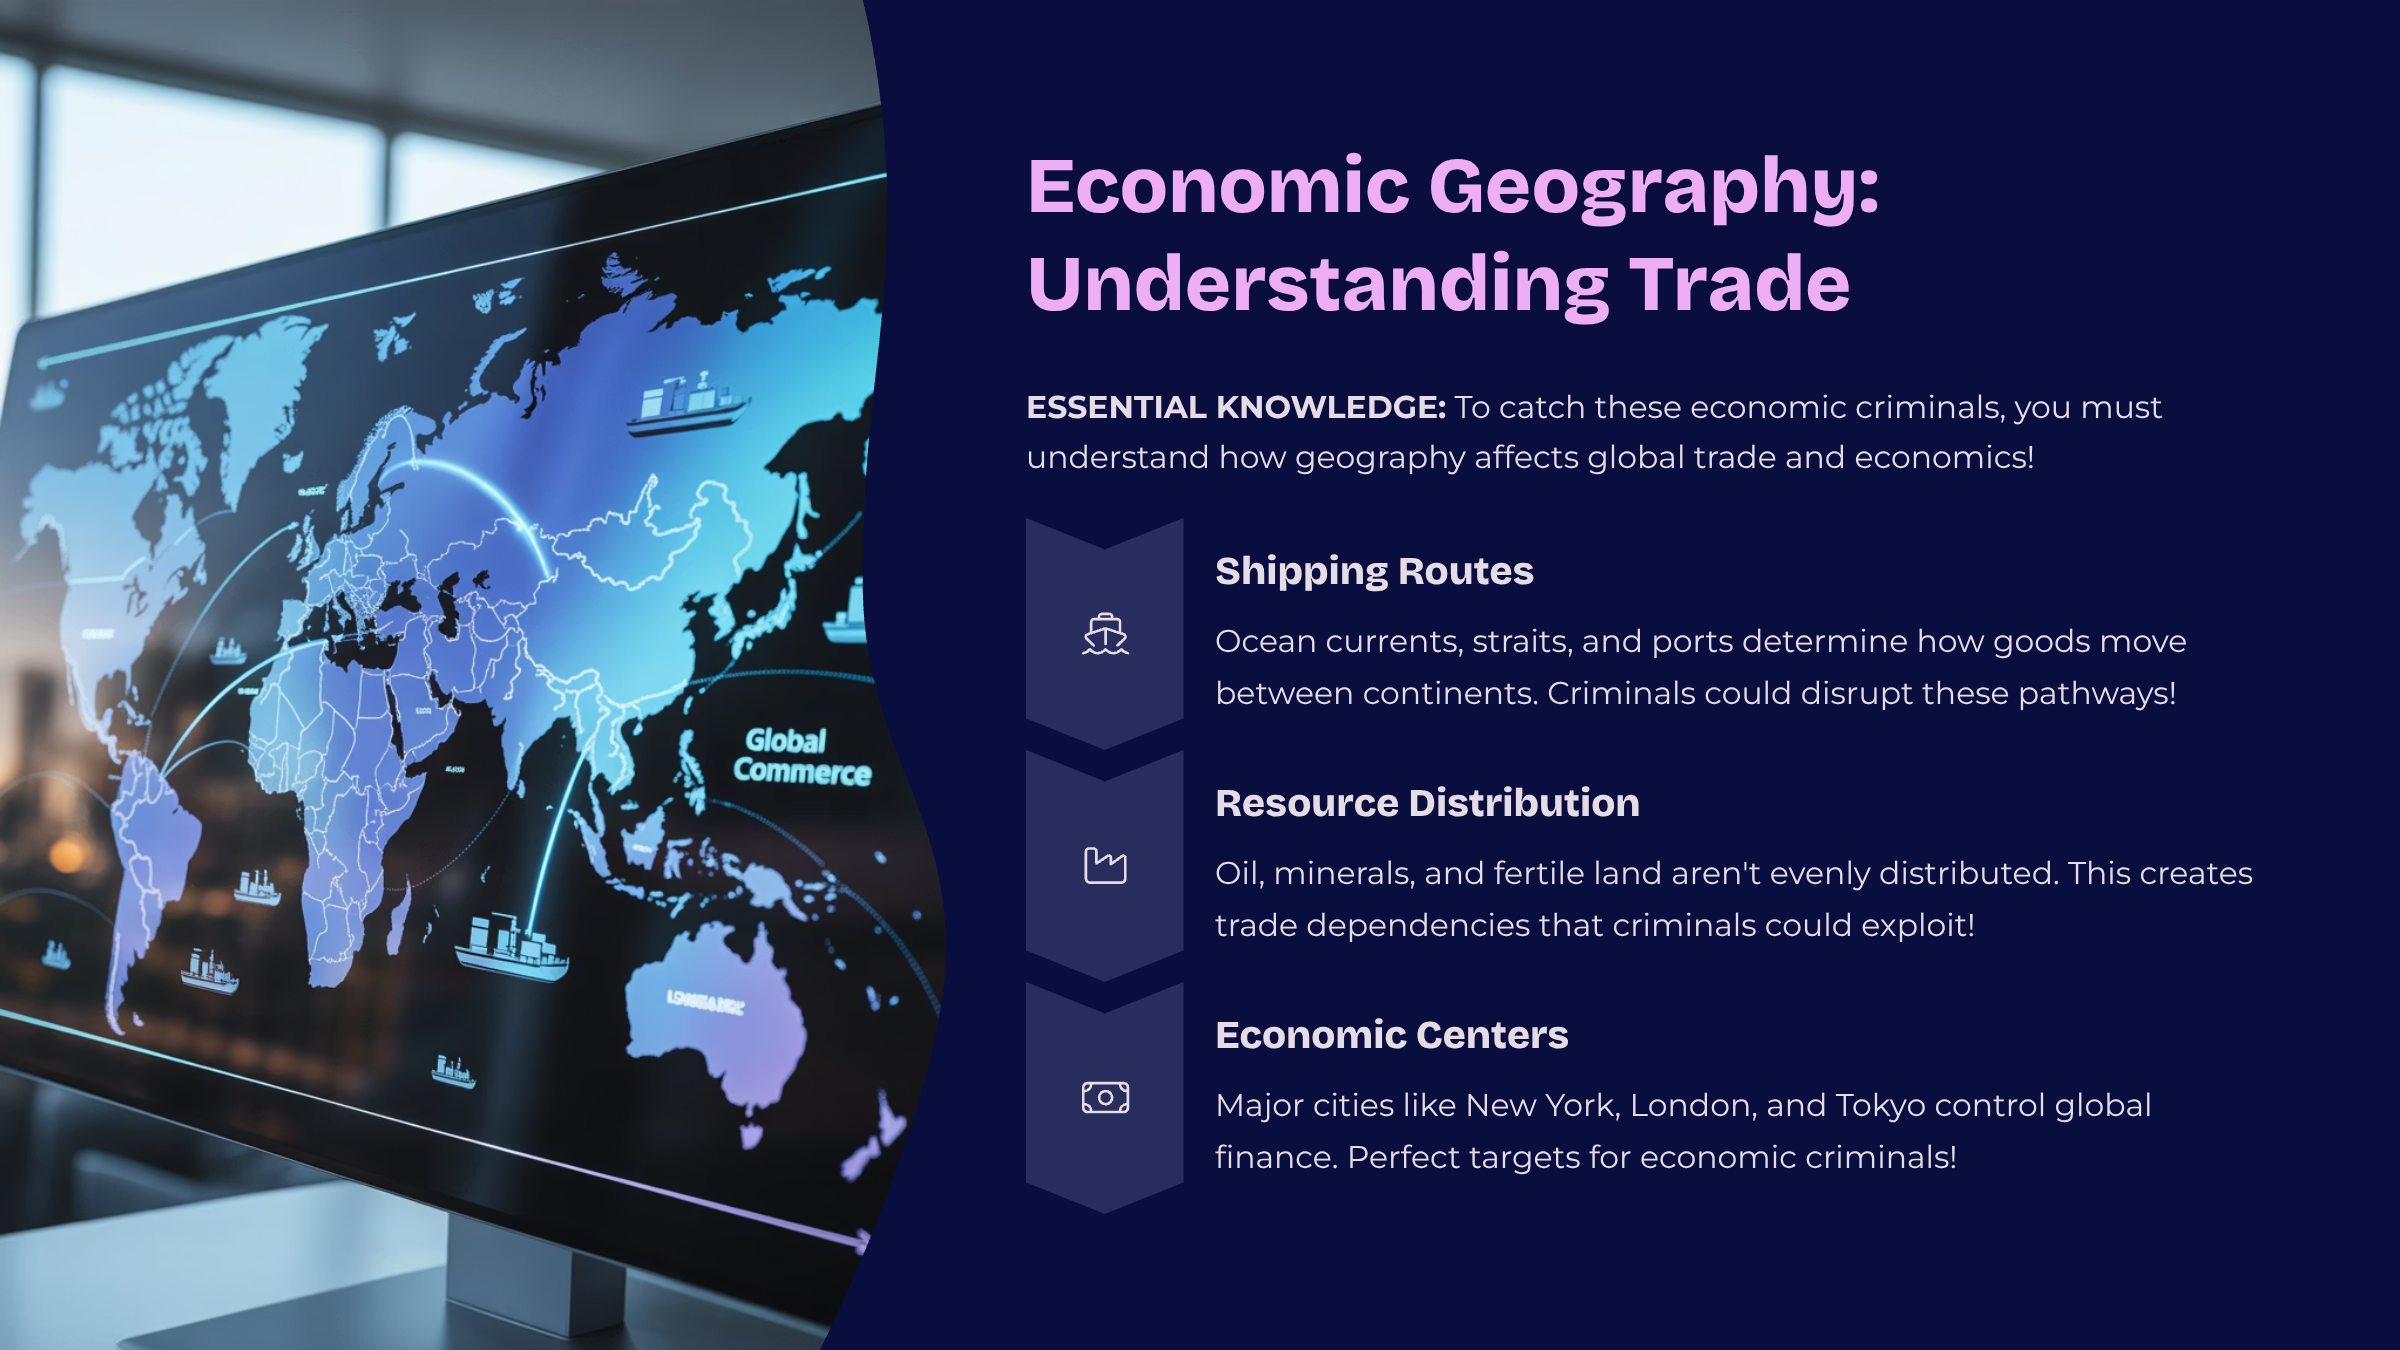 Economic Geography:
Understanding Trade
ESSENTIAL KNOWLEDGE: To catch these economic criminals, you must
understand how geography affects global trade and economics!
Shipping Routes
Ocean currents, straits, and ports determine how goods move
between continents. Criminals could disrupt these pathways!
Resource Distribution
Oil, minerals, and fertile land aren't evenly distributed. This creates
trade dependencies that criminals could exploit!
Economic Centers
Major cities like New York, London, and Tokyo control global
finance. Perfect targets for economic criminals!
Global
Commerce